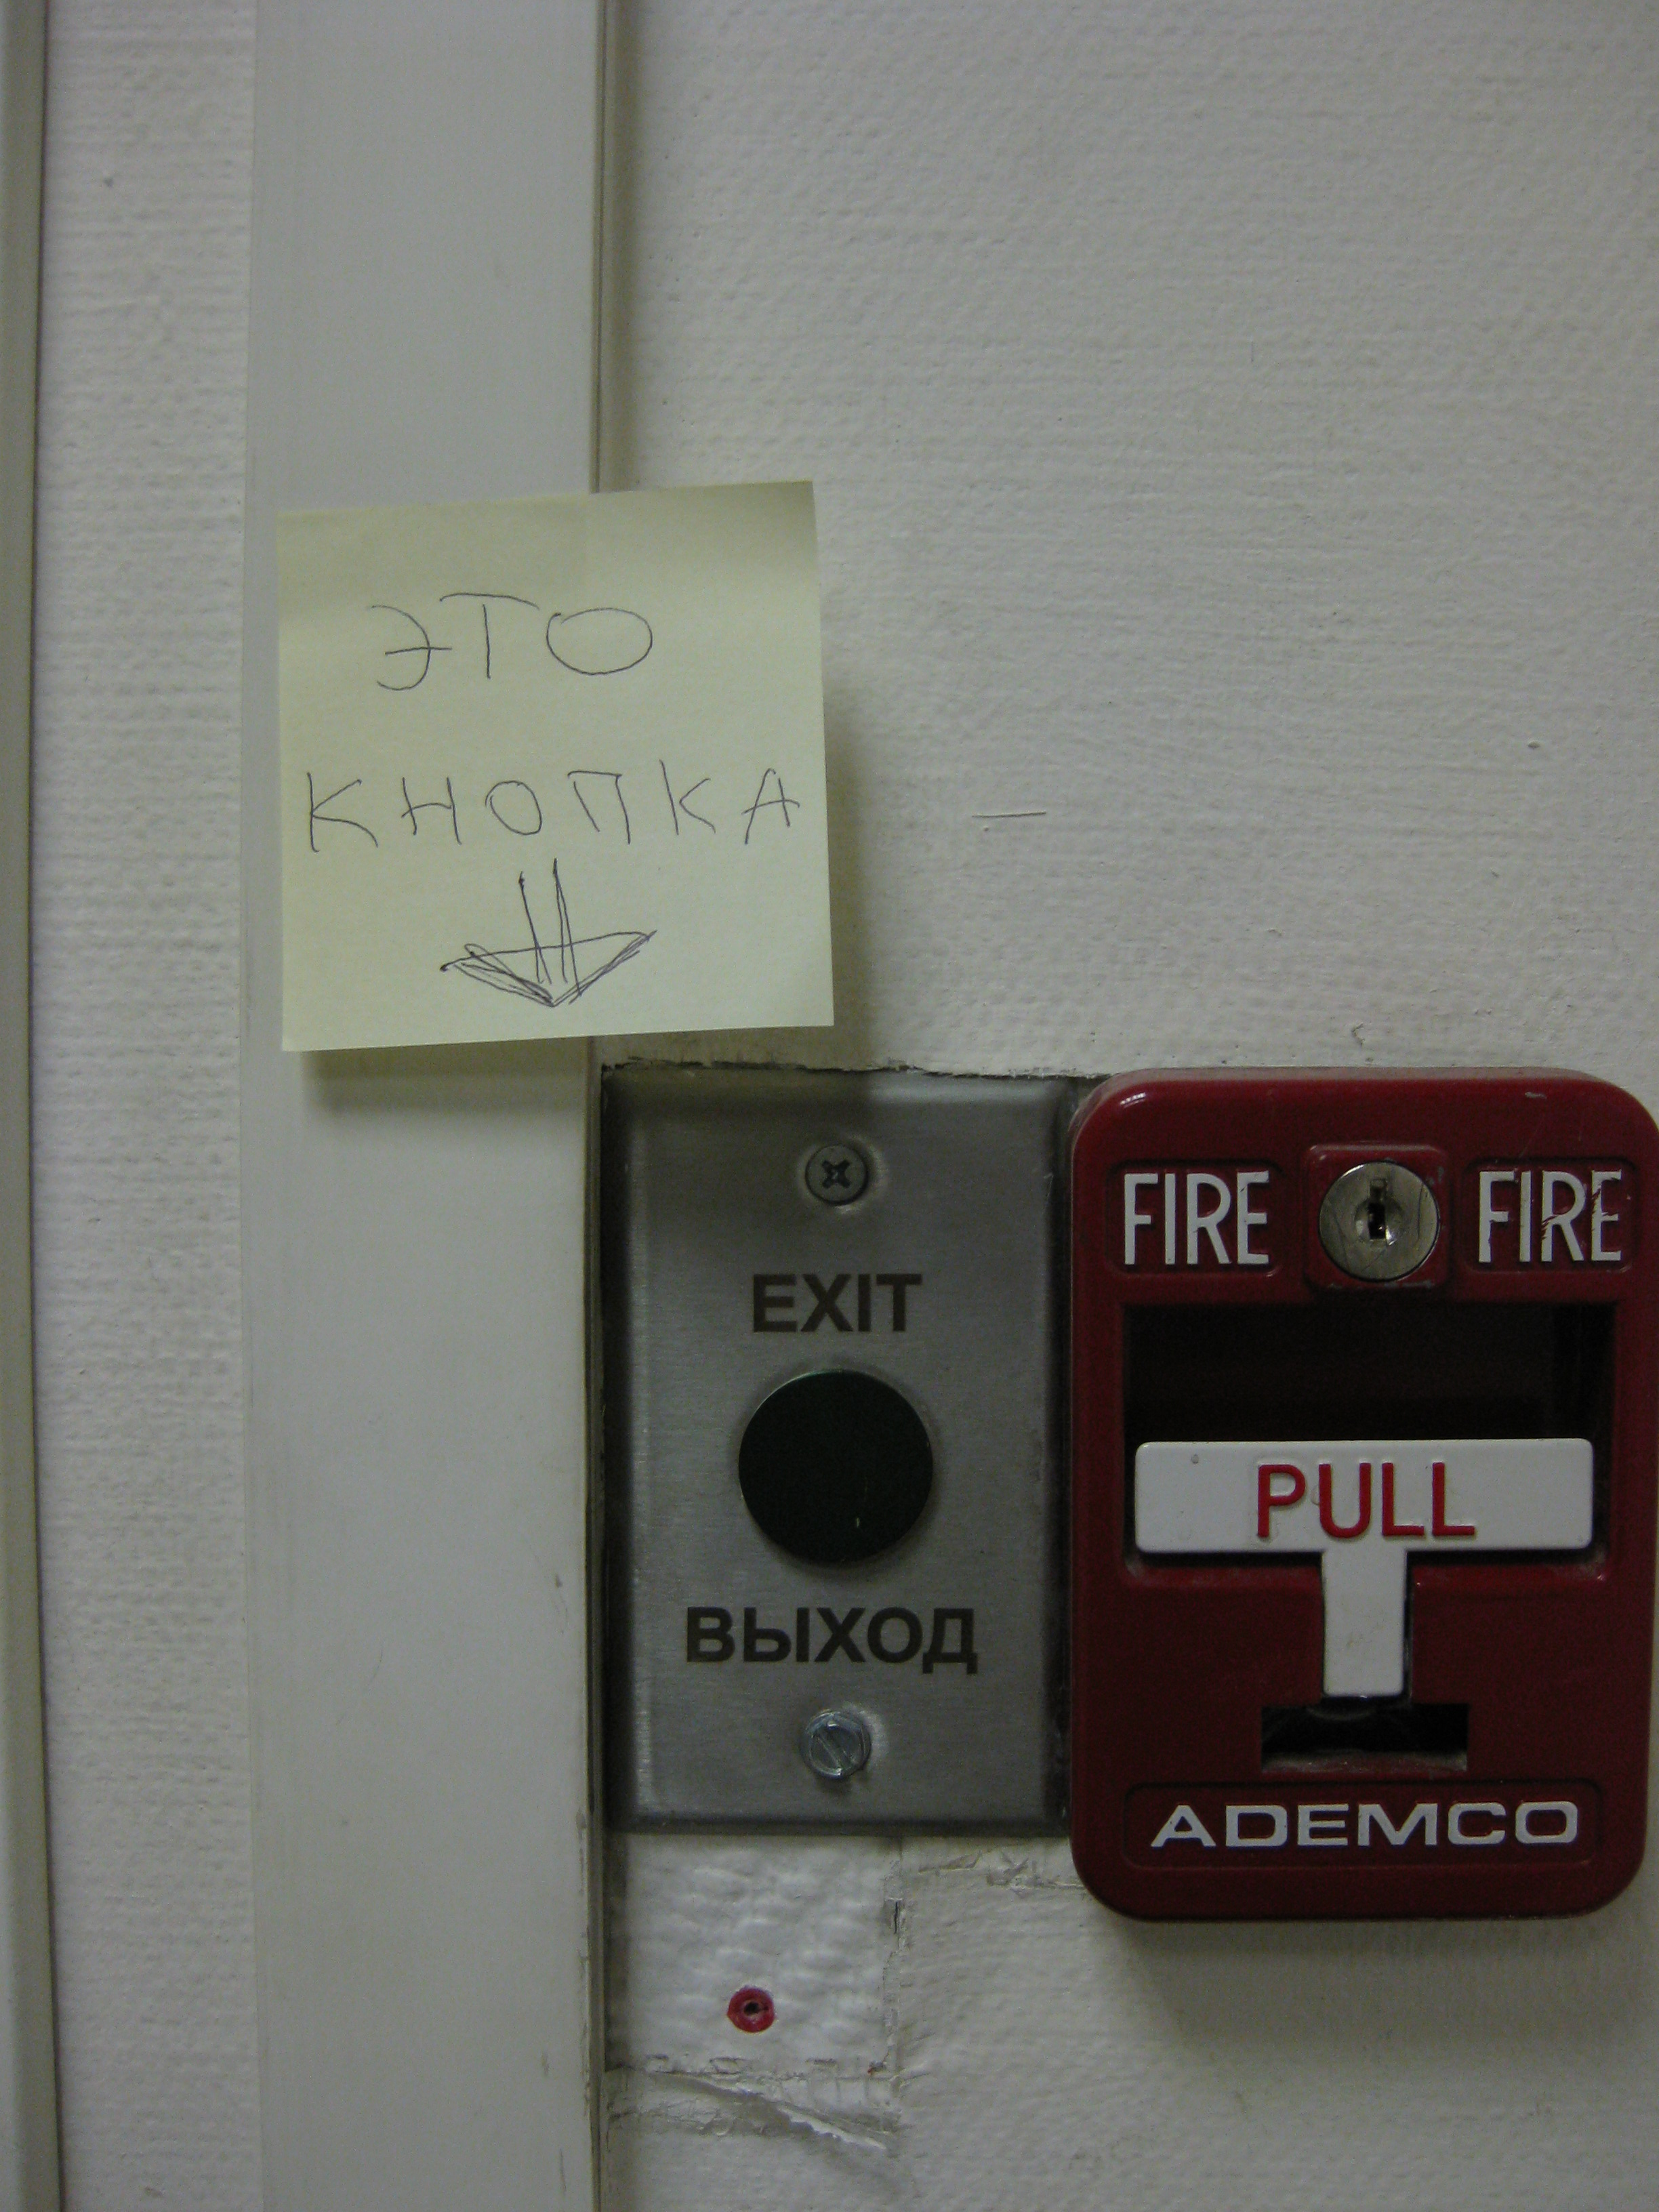 ЭТО
КНОПКА
EXIT
ВЫХОД
FIRE FIRE
PULL
ADEMCO